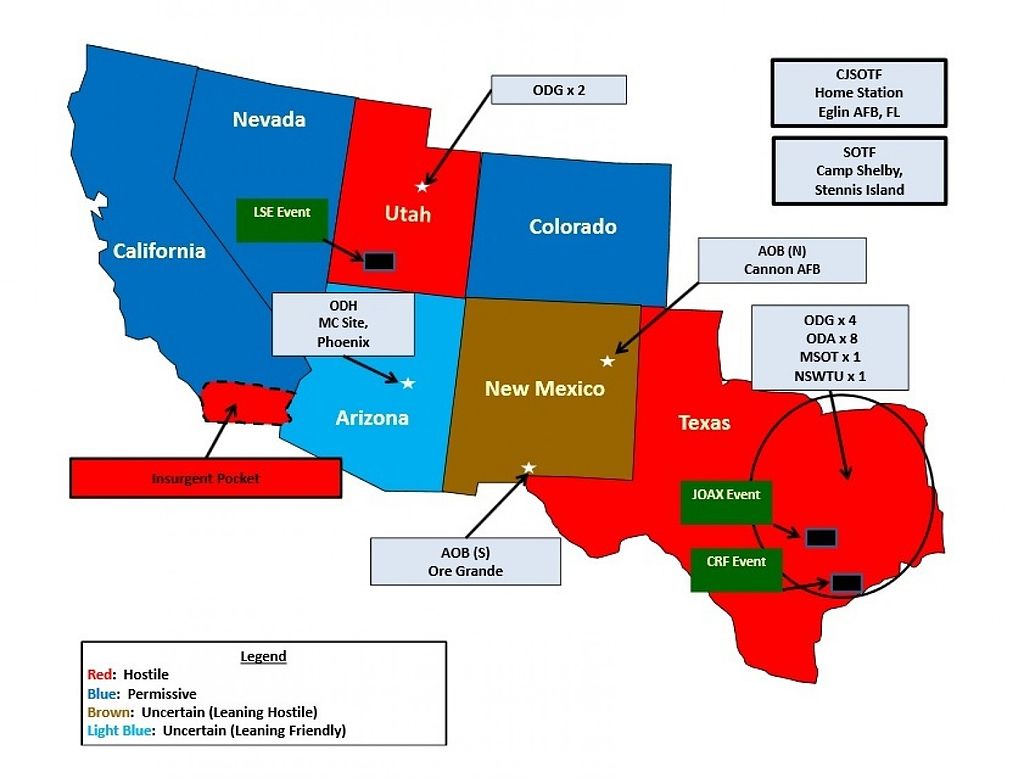 ODG x 2
CJSOTF
Home Station
Eglin AFB, FL
SOTF
Camp Shelby,
Stennis Island
Nevada
LSE Event
Utah
Colorado
California
AOB (N)
Cannon AFB
ODH
MC Site,
Phoenix
ODG x 4
ODA x 8
MSOT x 1
NSWTU x 1
New Mexico
Arizona
Texas
Insurgent Pocket
JOAX Event
AOB (S)
Ore Grande
CRF Event
Legend
Red: Hostile
Blue: Permissive
Brown: Uncertain (Leaning Hostile)
Light Blue: Uncertain (Leaning Friendly)